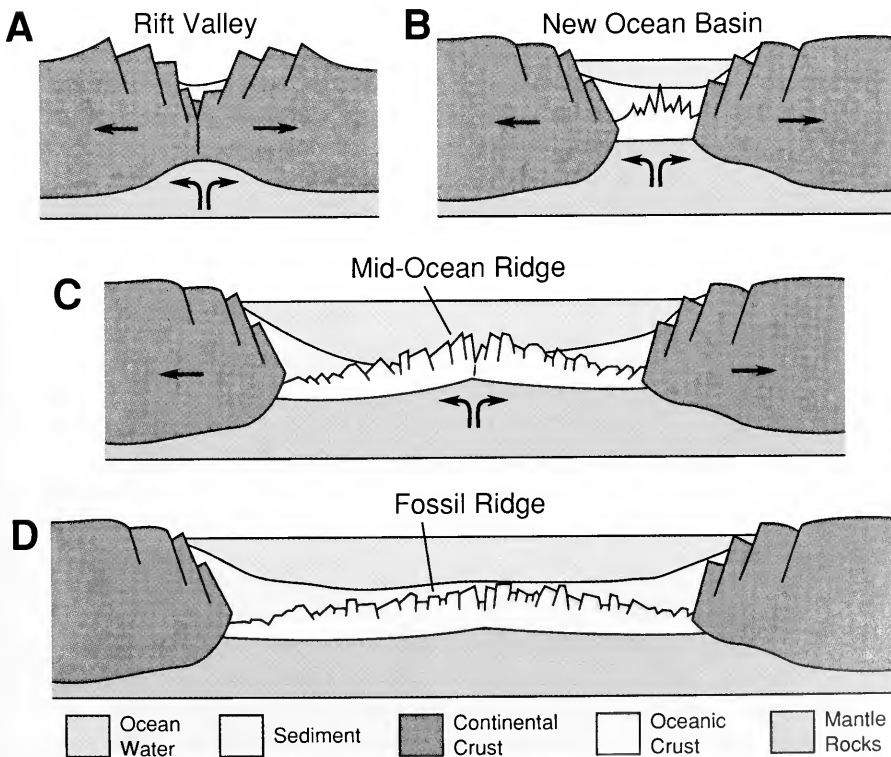 A
Rift Valley
B
New Ocean Basin
C
Mid-Ocean Ridge
D
Fossil Ridge
Ocean
Water
Sediment
Continental
Crust
Oceanic
Crust
Mantle
Rocks